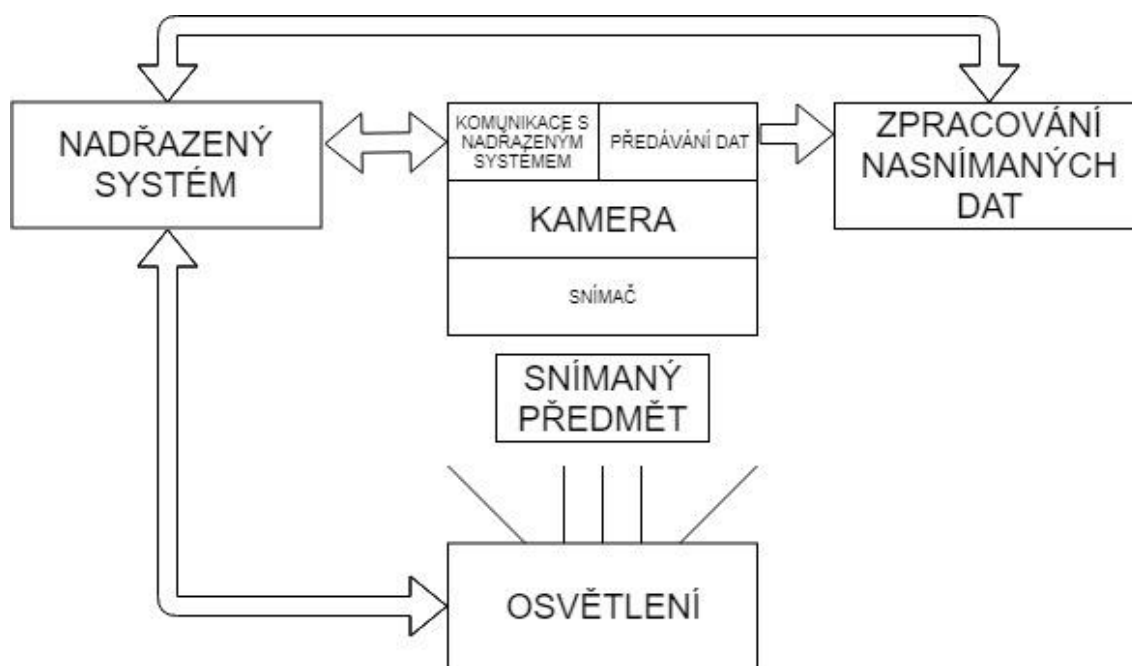 NADŘAZENÝ
SYSTÉM
KOMUNIKACE S
NADŘAZENÝM
SYSTÉMEM
PŘEDÁVÁNÍ DAT
KAMERA
SNÍMAČ
ZPRACOVÁNÍ
NASNÍMANÝCH
DAT
SNÍMANÝ
PŘEDMĚT
OSVĚTLENÍ